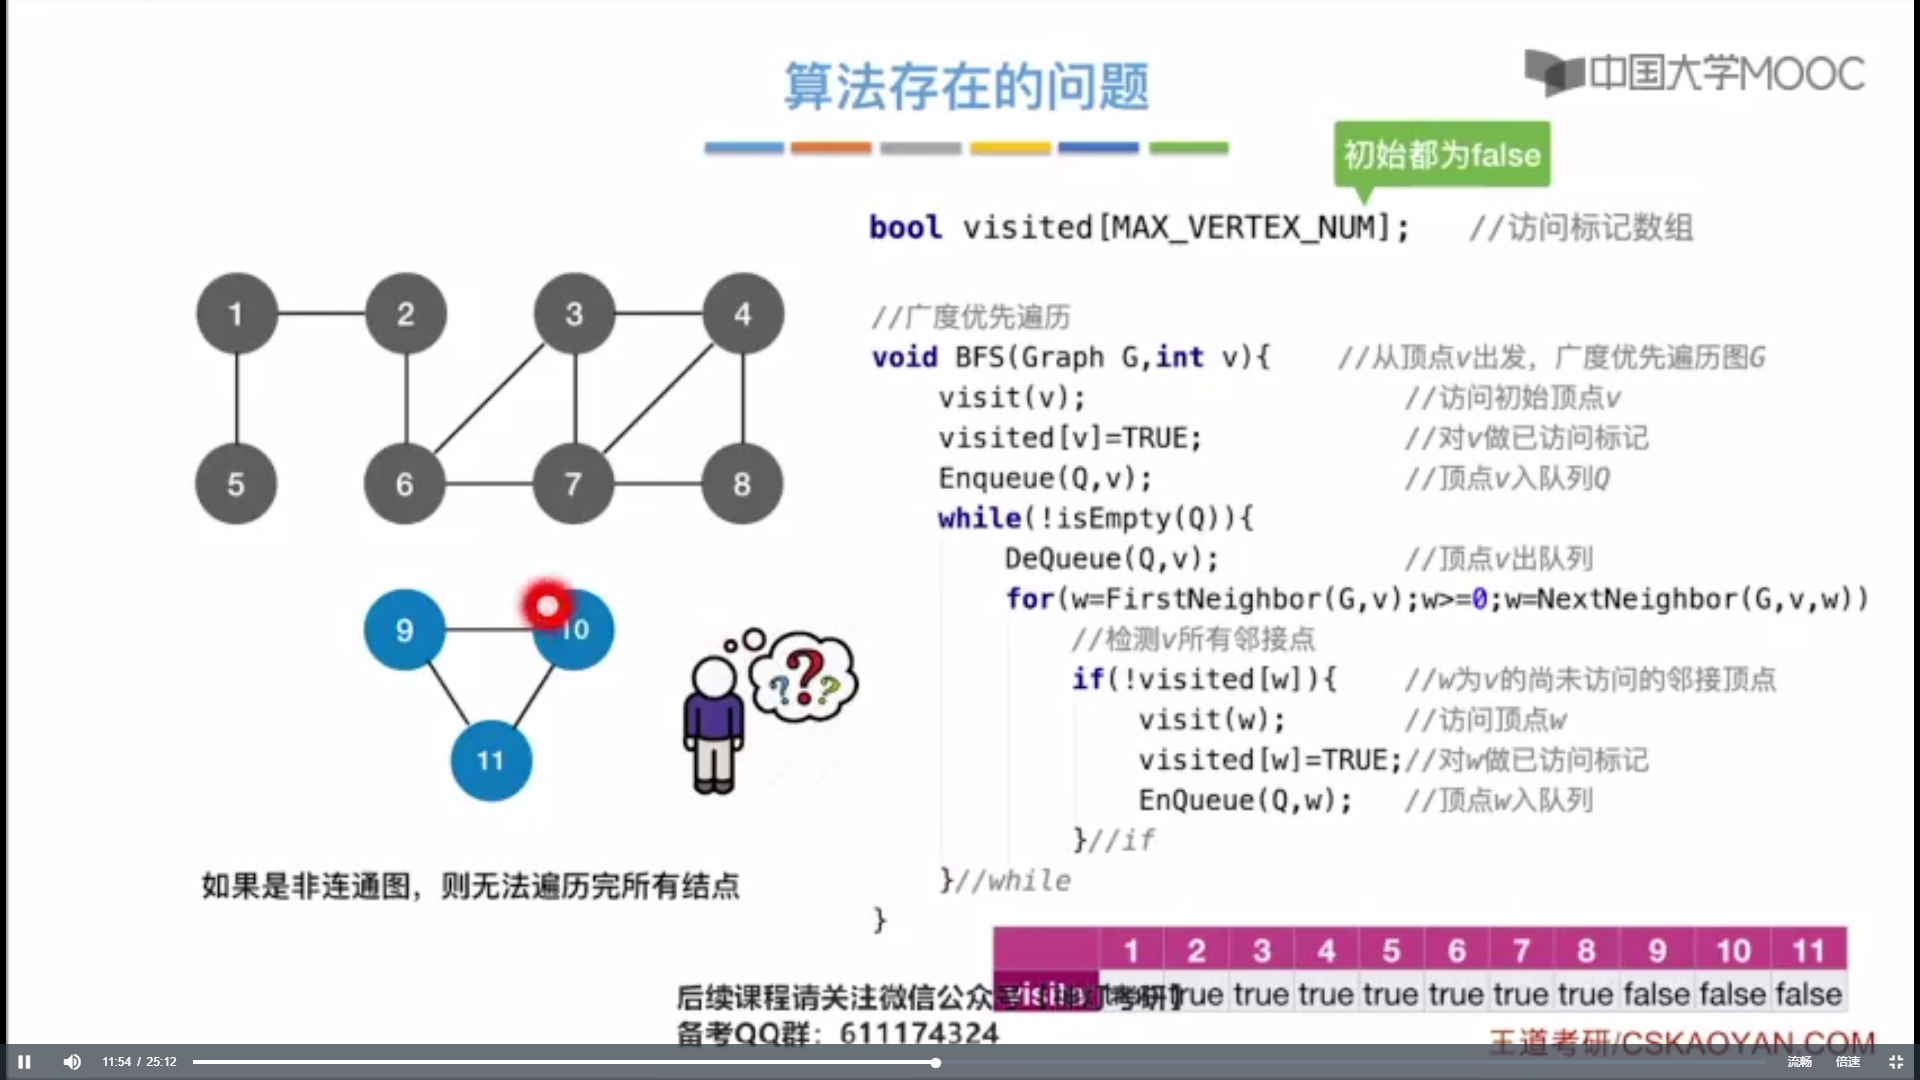 算法存在的问题
中国大学MOOC
初始都为false
bool visited[MAX_VERTEX_NUM]; //访问标记数组
//广度优先遍历
void BFS(Graph G,int v){ //从顶点v出发，广度优先遍历图G
visit(v); //访问初始顶点v
visited[v]=TRUE; //对v做已访问标记
Enqueue(Q,v); //顶点v入队列Q
while(!isEmpty(Q)){
DeQueue(Q,v); //顶点v出队列
for(w=FirstNeighbor(G,v);w>=0;w=NextNeighbor(G,v,w))
//检测v所有邻接点
if(!visited[w]){ //w为v的尚未访问的邻接顶点
visit(w); //访问顶点w
visited[w]=TRUE;//对w做已访问标记
EnQueue(Q,w); //顶点w入队列
}//if
}//while
}
1 2 3 4
5 6 7 8
9 10
11
? ? ?
如果是非连通图，则无法遍历完所有结点
1 2 3 4 5 6 7 8 9 10 11
true true true true true true true false false false
后续课程请关注微信公众
考研】
备考QQ群：611174324
王道考研/CSKAOYAN.COM
11:54 / 25:12
流畅 倍速